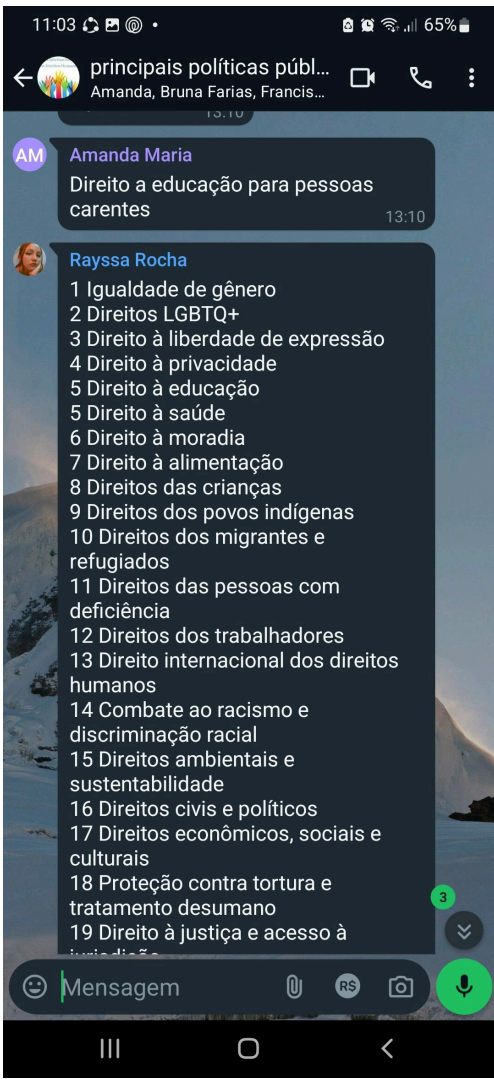 11:03
65%
principais políticas públ...
Amanda, Bruna Farias, Francis...
13:10
AM
Amanda Maria
Direito a educação para pessoas
carentes
13:10
Rayssa Rocha
1 Igualdade de gênero
2 Direitos LGBTQ+
3 Direito à liberdade de expressão
4 Direito à privacidade
5 Direito à educação
5 Direito à saúde
6 Direito à moradia
7 Direito à alimentação
8 Direitos das crianças
9 Direitos dos povos indígenas
10 Direitos dos migrantes e
refugiados
11 Direitos das pessoas com
deficiência
12 Direitos dos trabalhadores
13 Direito internacional dos direitos
humanos
14 Combate ao racismo e
discriminação racial
15 Direitos ambientais e
sustentabilidade
16 Direitos civis e políticos
17 Direitos econômicos, sociais e
culturais
18 Proteção contra tortura e
tratamento desumano
19 Direito à justiça e acesso à
3
Mensagem
R$